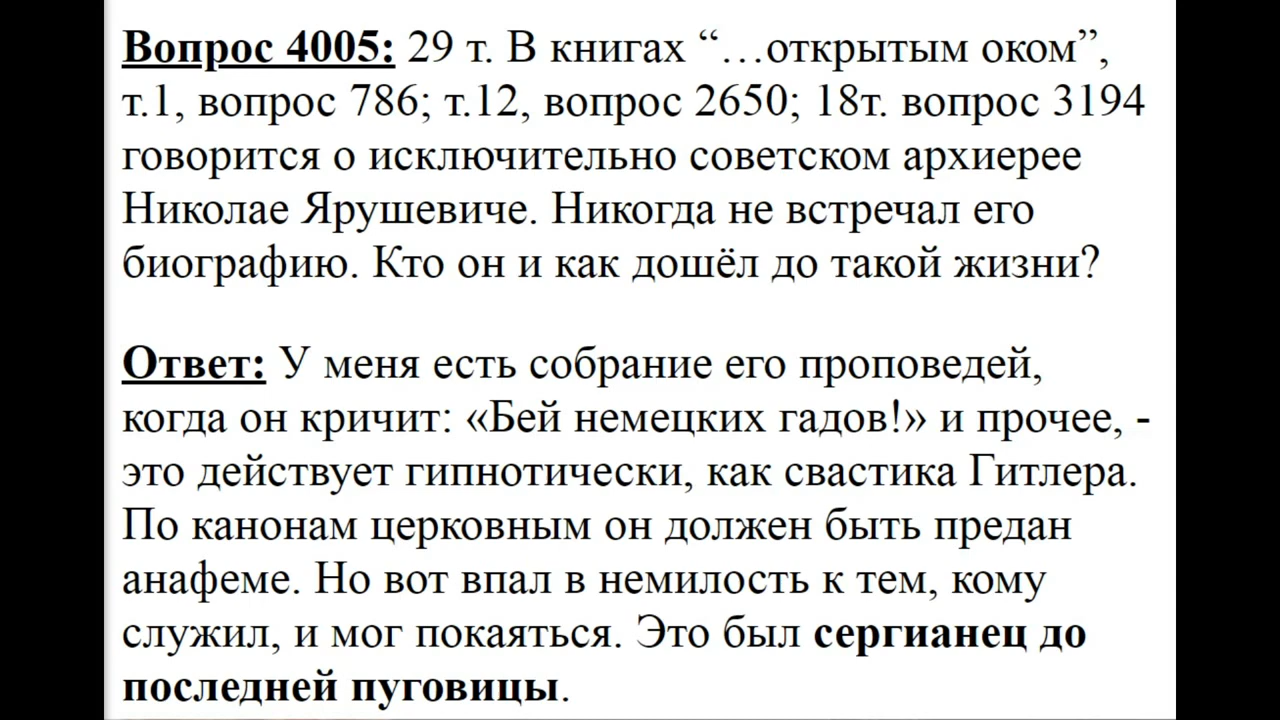 Вопрос 4005: 29 т. В книгах “…открытым оком”,
т.1, вопрос 786; т.12, вопрос 2650; 18т. вопрос 3194
говорится о исключительно советском архиерее
Николае Ярушевиче. Никогда не встречал его
биографию. Кто он и как дошёл до такой жизни?
Ответ: У меня есть собрание его проповедей,
когда он кричит: «Бей немецких гадов!» и прочее, -
это действует гипнотически, как свастика Гитлера.
По канонам церковным он должен быть предан
анафеме. Но вот впал в немилость к тем, кому
служил, и мог покаяться. Это был сергианец до
последней пуговицы.